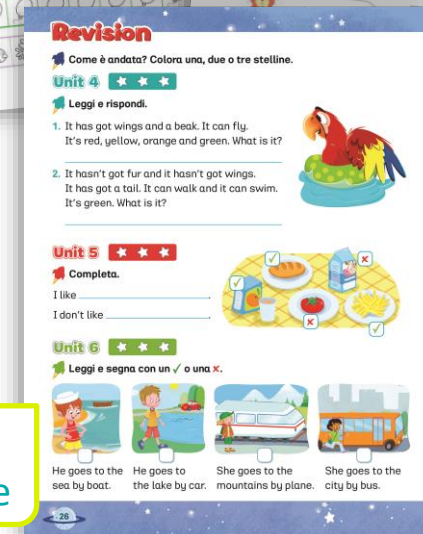 Revision
Come è andata? Colora una, due o tre stelline.
Unit 4
Leggi e rispondi.
1. It has got wings and a beak. It can fly.
It's red, yellow, orange and green. What is it?
2. It hasn't got fur and it hasn't got wings.
It has got a tail. It can walk and it can swim.
It's green. What is it?
Unit 5
Completa.
I like
I don't like
Unit 6
Leggi e segna con un ✓ o una ✗.
He goes to the
sea by boat.
He goes to
the lake by car.
She goes to the
mountains by plane.
She goes to the
city by bus.
e
26